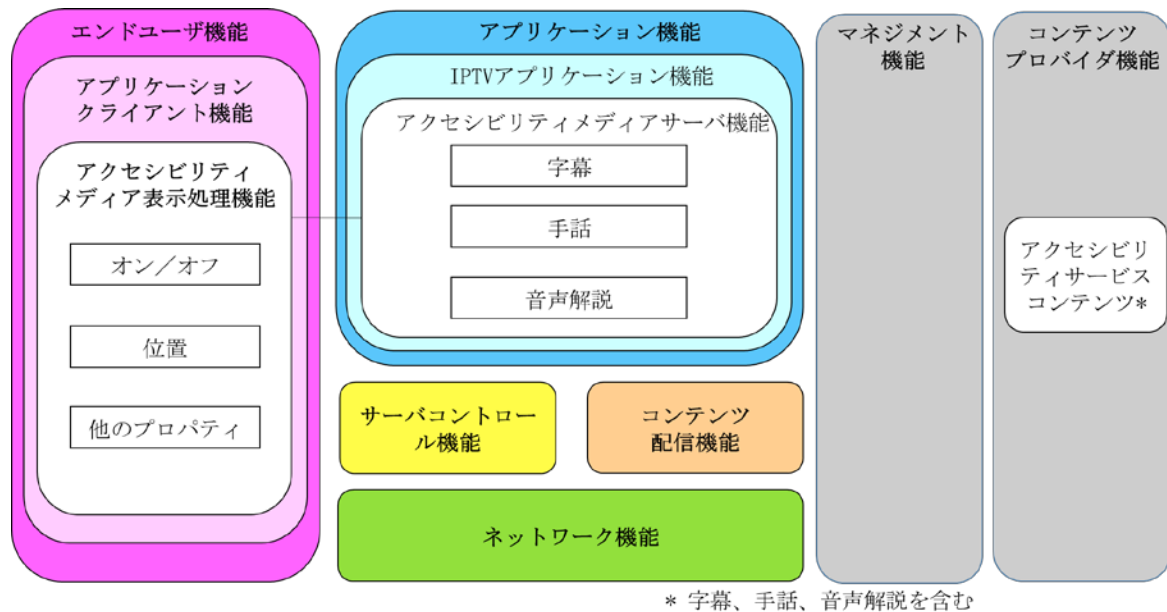 エンドユーザ機能
アプリケーション
クライアント機能
アクセシビリティ
メディア表示処理機能
オン／オフ
位置
他のプロパティ
アプリケーション機能
IPTVアプリケーション機能
アクセシビリティメディアサーバ機能
字幕
手話
音声解説
サーバコントロー
ル機能
コンテンツ
配信機能
ネットワーク機能
マネジメント
機能
コンテンツ
プロバイダ機能
アクセシビリ
ティサービス
コンテンツ*
* 字幕、手話、音声解説を含む